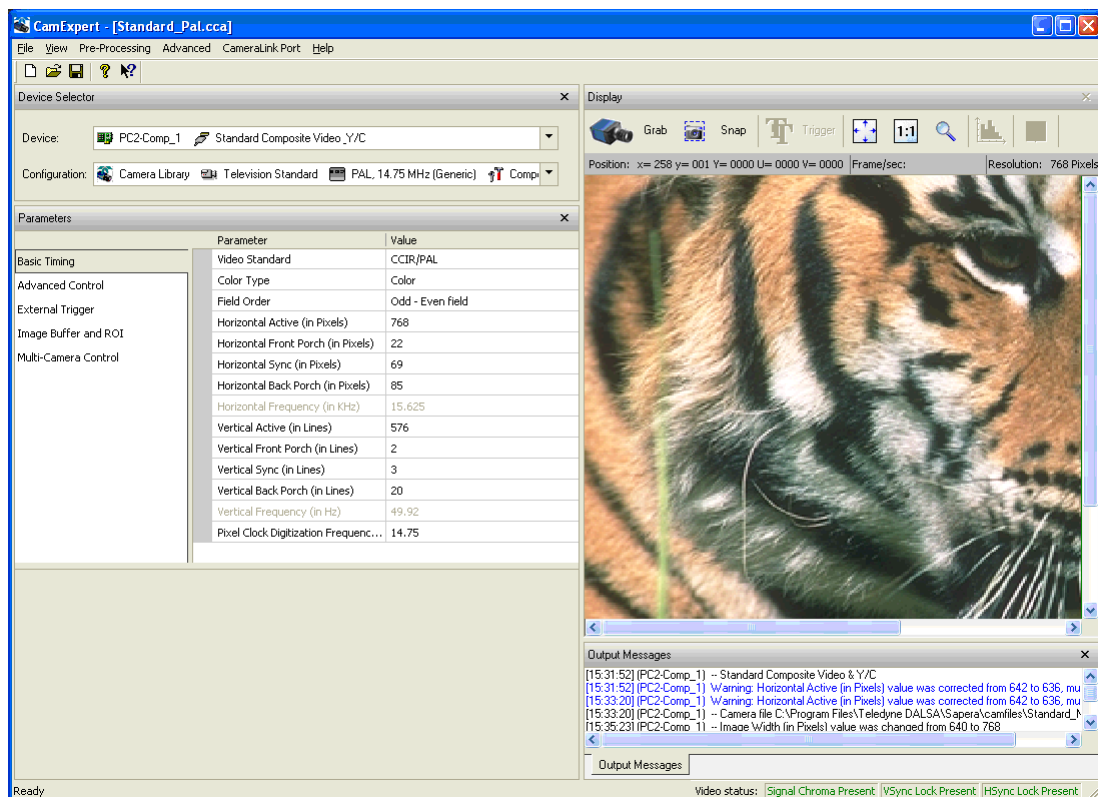 CamExpert - [Standard_Pal.cca]
File View Pre-Processing Advanced CameraLink Port Help
Device Selector
Device: PC2-Comp_1 Standard Composite Video _Y/C
Configuration: Camera Library Television Standard PAL, 14.75 MHz (Generic)
Parameters
Parameter Value
Basic Timing
Advanced Control
External Trigger
Image Buffer and ROI
Multi-Camera Control
Video Standard CCIR/PAL
Color Type Color
Field Order Odd - Even field
Horizontal Active (in Pixels) 768
Horizontal Front Porch (in Pixels) 22
Horizontal Sync (in Pixels) 69
Horizontal Back Porch (in Pixels) 85
Horizontal Frequency (in KHz) 15.625
Vertical Active (in Lines) 576
Vertical Front Porch (in Lines) 2
Vertical Sync (in Lines) 3
Vertical Back Porch (in Lines) 20
Vertical Frequency (in Hz) 49.92
Pixel Clock Digitization Frequenc... 14.75
Display
Grab Snap Trigger 1:1
Position: x= 258 y= 001 Y= 0000 U= 0000 V= 0000 Frame/sec: Resolution: 768 Pixels
Output Messages
[15:31:52] (PC2-Comp_1) -- Standard Composite Video & Y/C
[15:31:52] (PC2-Comp_1) Warning: Horizontal Active (in Pixels) value was corrected from 642 to 636, mu
[15:33:20] (PC2-Comp_1) Warning: Horizontal Active (in Pixels) value was corrected from 642 to 636, mu
[15:33:20] (PC2-Comp_1) -- Camera file C:\Program Files\Teledyne DALSA\Sapera\camfiles\Standard_
[15:35:23] (PC2-Comp_1) -- Image Width (in Pixels) value was changed from 640 to 768
Output Messages
Ready
Video status: Signal Chroma Present VSync Lock Present HSync Lock Present